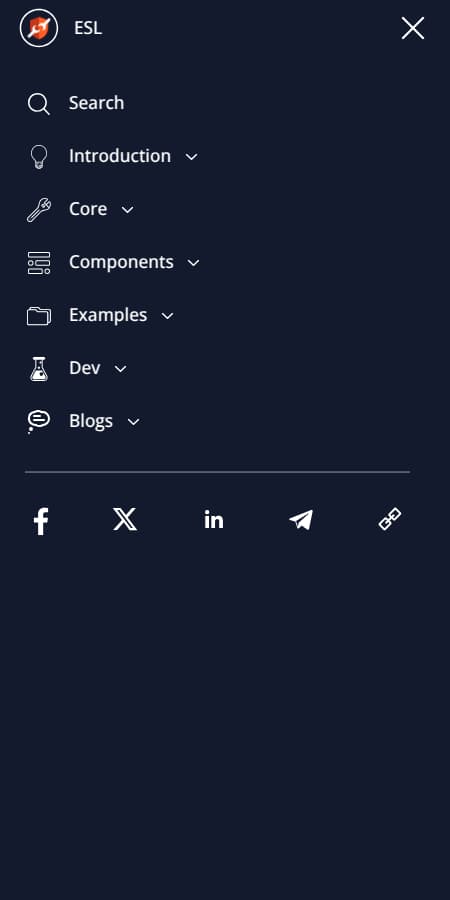 ESL
Search
Introduction
Core
Components
Examples
Dev
Blogs